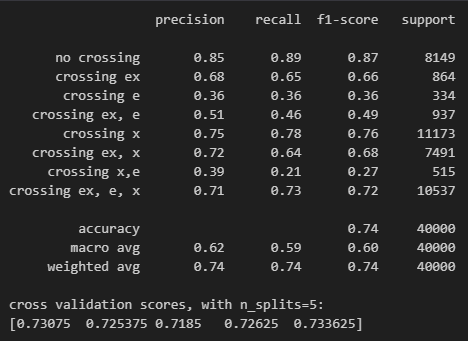 precision recall f1-score support
no crossing 0.85 0.89 0.87 8149
crossing ex 0.68 0.65 0.66 864
crossing e 0.36 0.36 0.36 334
crossing ex, e 0.51 0.46 0.49 937
crossing x 0.75 0.78 0.76 11173
crossing ex, x 0.72 0.64 0.68 7491
crossing x,e 0.39 0.21 0.27 515
crossing ex, e, x 0.71 0.73 0.72 10537
accuracy 0.74 40000
macro avg 0.62 0.59 0.60 40000
weighted avg 0.74 0.74 0.74 40000
cross validation scores, with n_splits=5:
[0.73075 0.725375 0.7185 0.72625 0.733625]